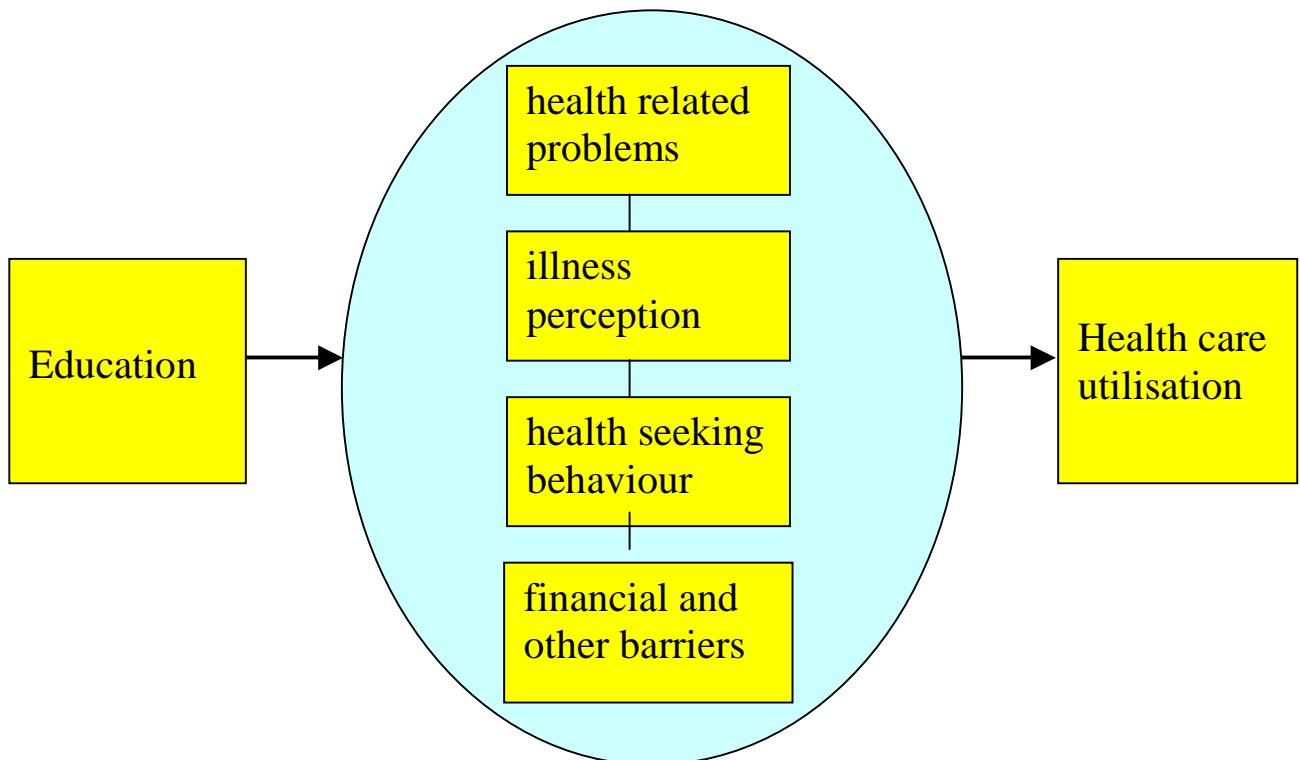 Education
health related
problems
illness
perception
health seeking
behaviour
financial and
other barriers
Health care
utilisation